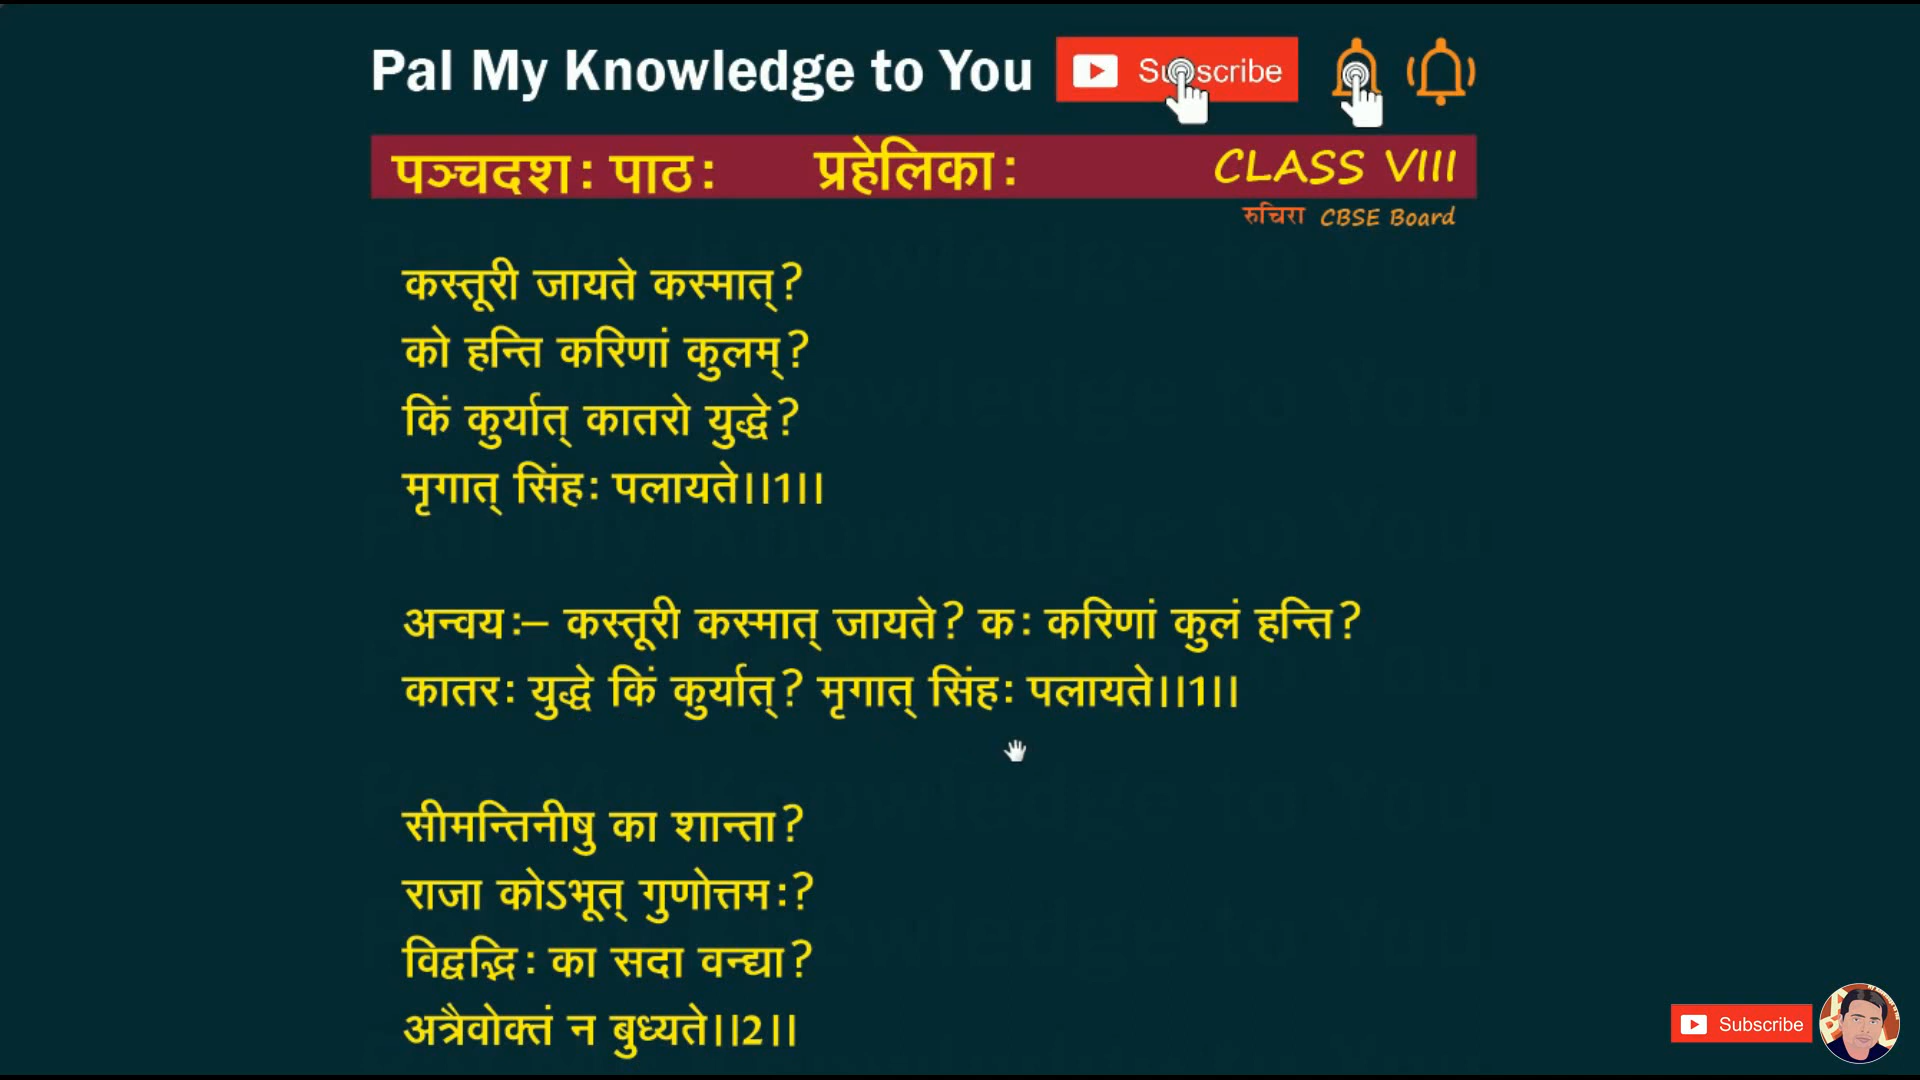 Pal My Knowledge to You Subscribe
पञ्चदशः पाठः प्रहेलिकाः CLASS VIII
रुचिरा CBSE Board
कस्तूरी जायते कस्मात्?
को हन्ति करिणां कुलम्?
किं कुर्यात् कातरो युद्धे?
मृगात् सिंहः पलायते।।1।।
अन्वयः– कस्तूरी कस्मात् जायते? कः करिणां कुलं हन्ति?
कातरः युद्धे किं कुर्यात्? मृगात् सिंहः पलायते।।1।।
सीमन्तिनीषु का शान्ता?
राजा कोऽभूत् गुणोत्तमः?
विद्वद्भिः का सदा वन्द्या?
अत्रैवोक्तं न बुध्यते।।2।।
Subscribe